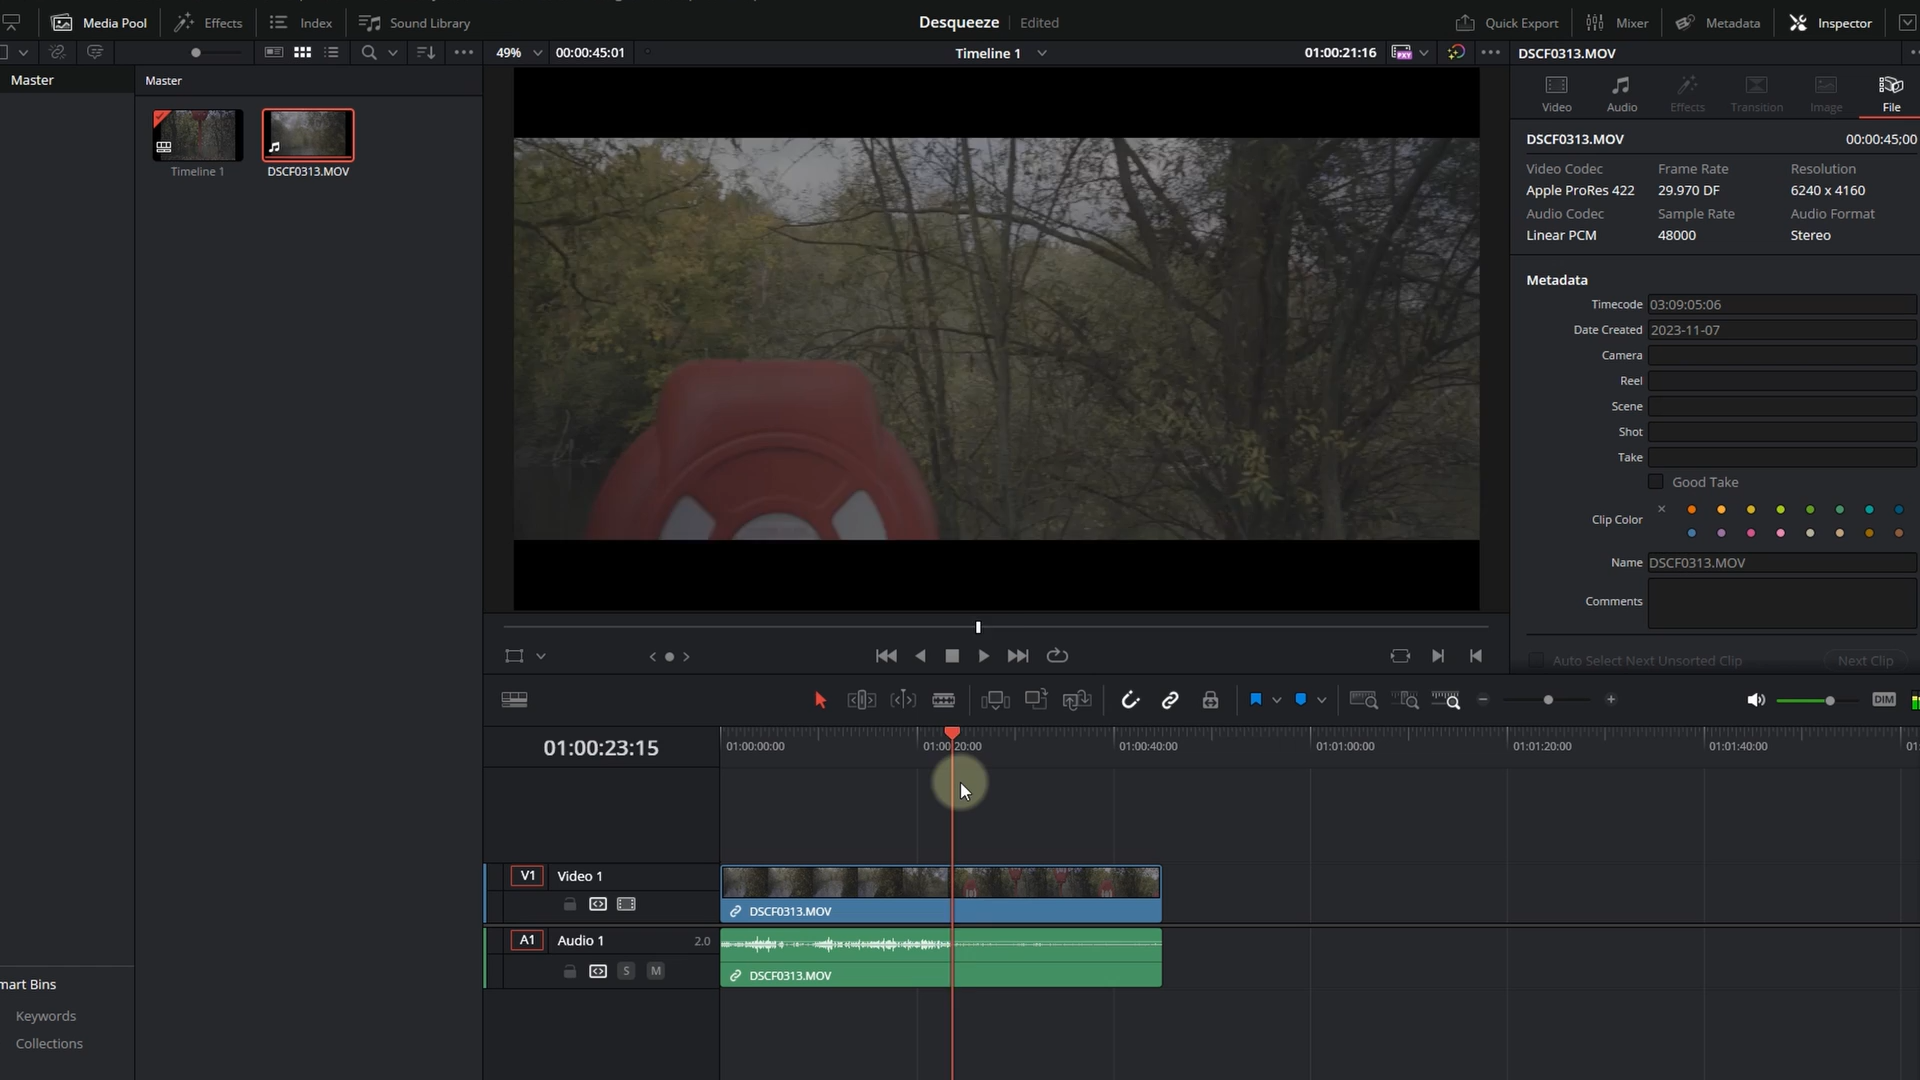 Media Pool Effects Index Sound Library Desqueeze Edited Quick Export Mixer Metadata Inspector
49% 00:00:45:01 Timeline 1 01:00:21:16 DSCF0313.MOV
Master Master
Video Audio Effects Transition Image File
Timeline 1 DSCF0313.MOV
DSCF0313.MOV 00:00:45;00
Video Codec Frame Rate Resolution
Apple ProRes 422 29.970 DF 6240 x 4160
Audio Codec Sample Rate Audio Format
Linear PCM 48000 Stereo
Metadata
Timecode 03:09:05:06
Date Created 2023-11-07
Camera
Reel
Scene
Shot
Take
Good Take
Clip Color
Name DSCF0313.MOV
Comments
Auto Select Next Unsorted Clip Next Clip
DIM
01:00:23:15 01:00:00:00 01:00:20:00 01:00:40:00 01:01:00:00 01:01:20:00 01:01:40:00 01:
V1 Video 1
DSCF0313.MOV
A1 Audio 1 2.0
S M DSCF0313.MOV
mart Bins
Keywords
Collections